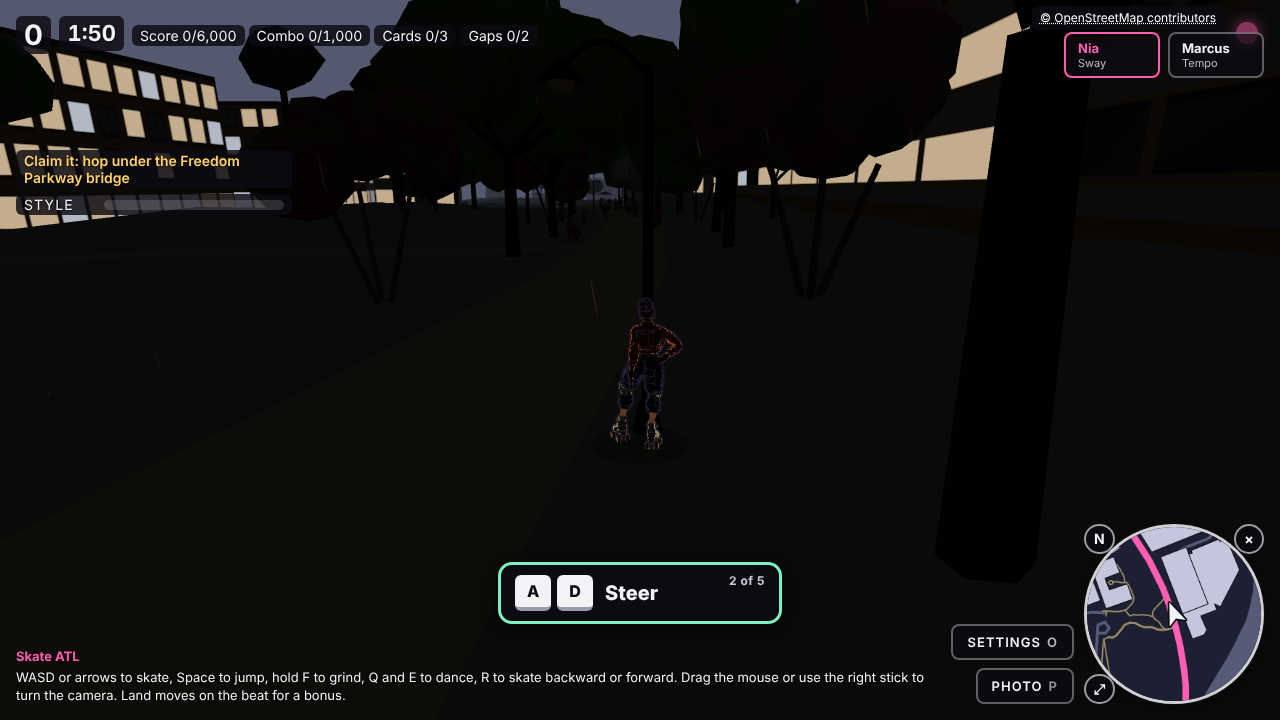 0
1:50
Score 0/6,000
Combo 0/1,000
Cards 0/3
Gaps 0/2
© OpenStreetMap contributors
Nia
Sway
Marcus
Tempo
Claim it: hop under the Freedom
Parkway bridge
STYLE
A
D
Steer
2 of 5
N
×
SETTINGS O
PHOTO P
Skate ATL
WASD or arrows to skate, Space to jump, hold F to grind, Q and E to dance, R to skate backward or forward. Drag the mouse or use the right stick to
turn the camera. Land moves on the beat for a bonus.